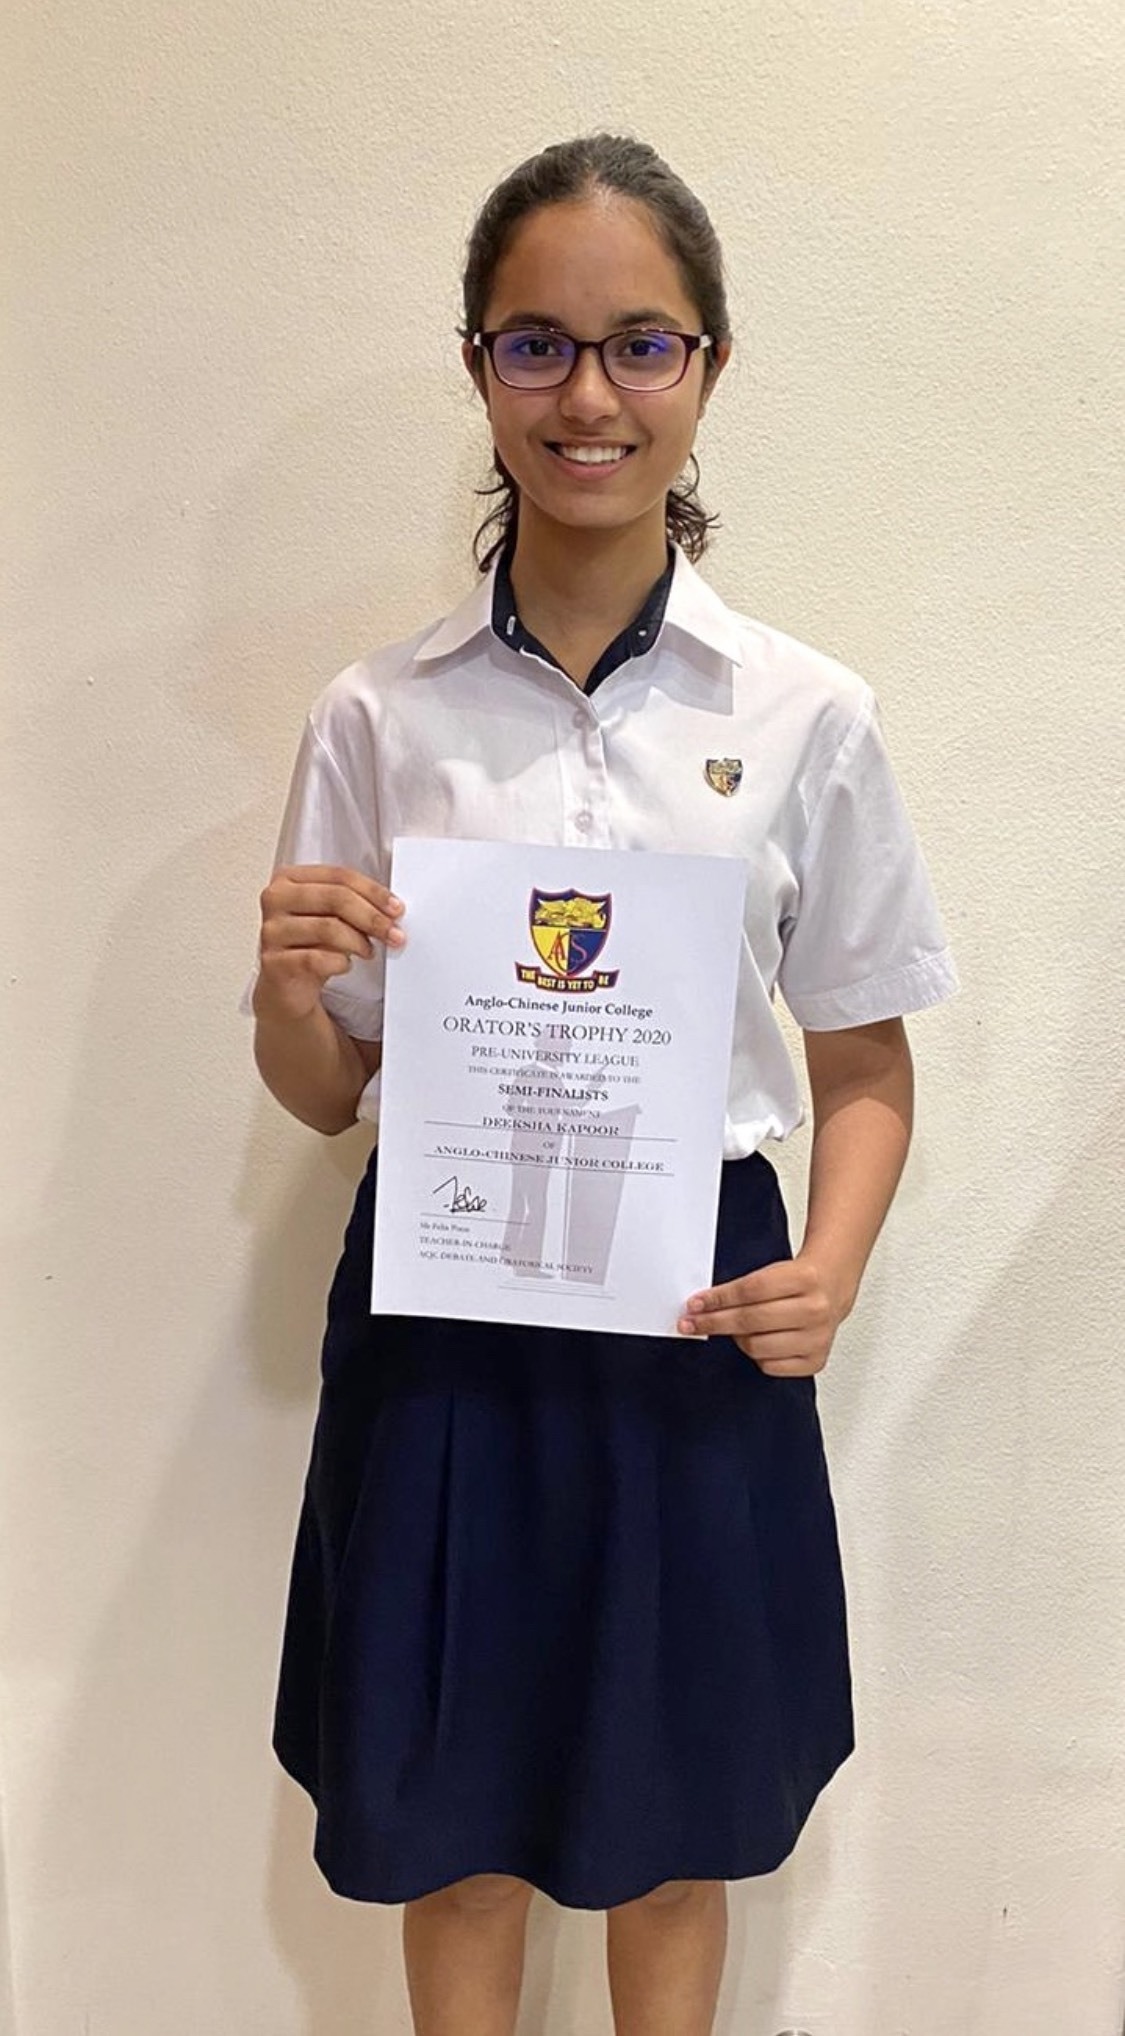 ACS
THE BEST IS YET TO BE
Anglo-Chinese Junior College
ORATOR'S TROPHY 2020
PRE-UNIVERSITY LEAGUE
THIS CERTIFICATE IS AWARDED TO THE
SEMI-FINALISTS
OF THE TOURNAMENT
DEEKSHA KAPOOR
OF
ANGLO-CHINESE JUNIOR COLLEGE
Mr Felix
TEACHER-IN-CHARGE
ACJC DEBATE AND ORATORICAL SOCIETY